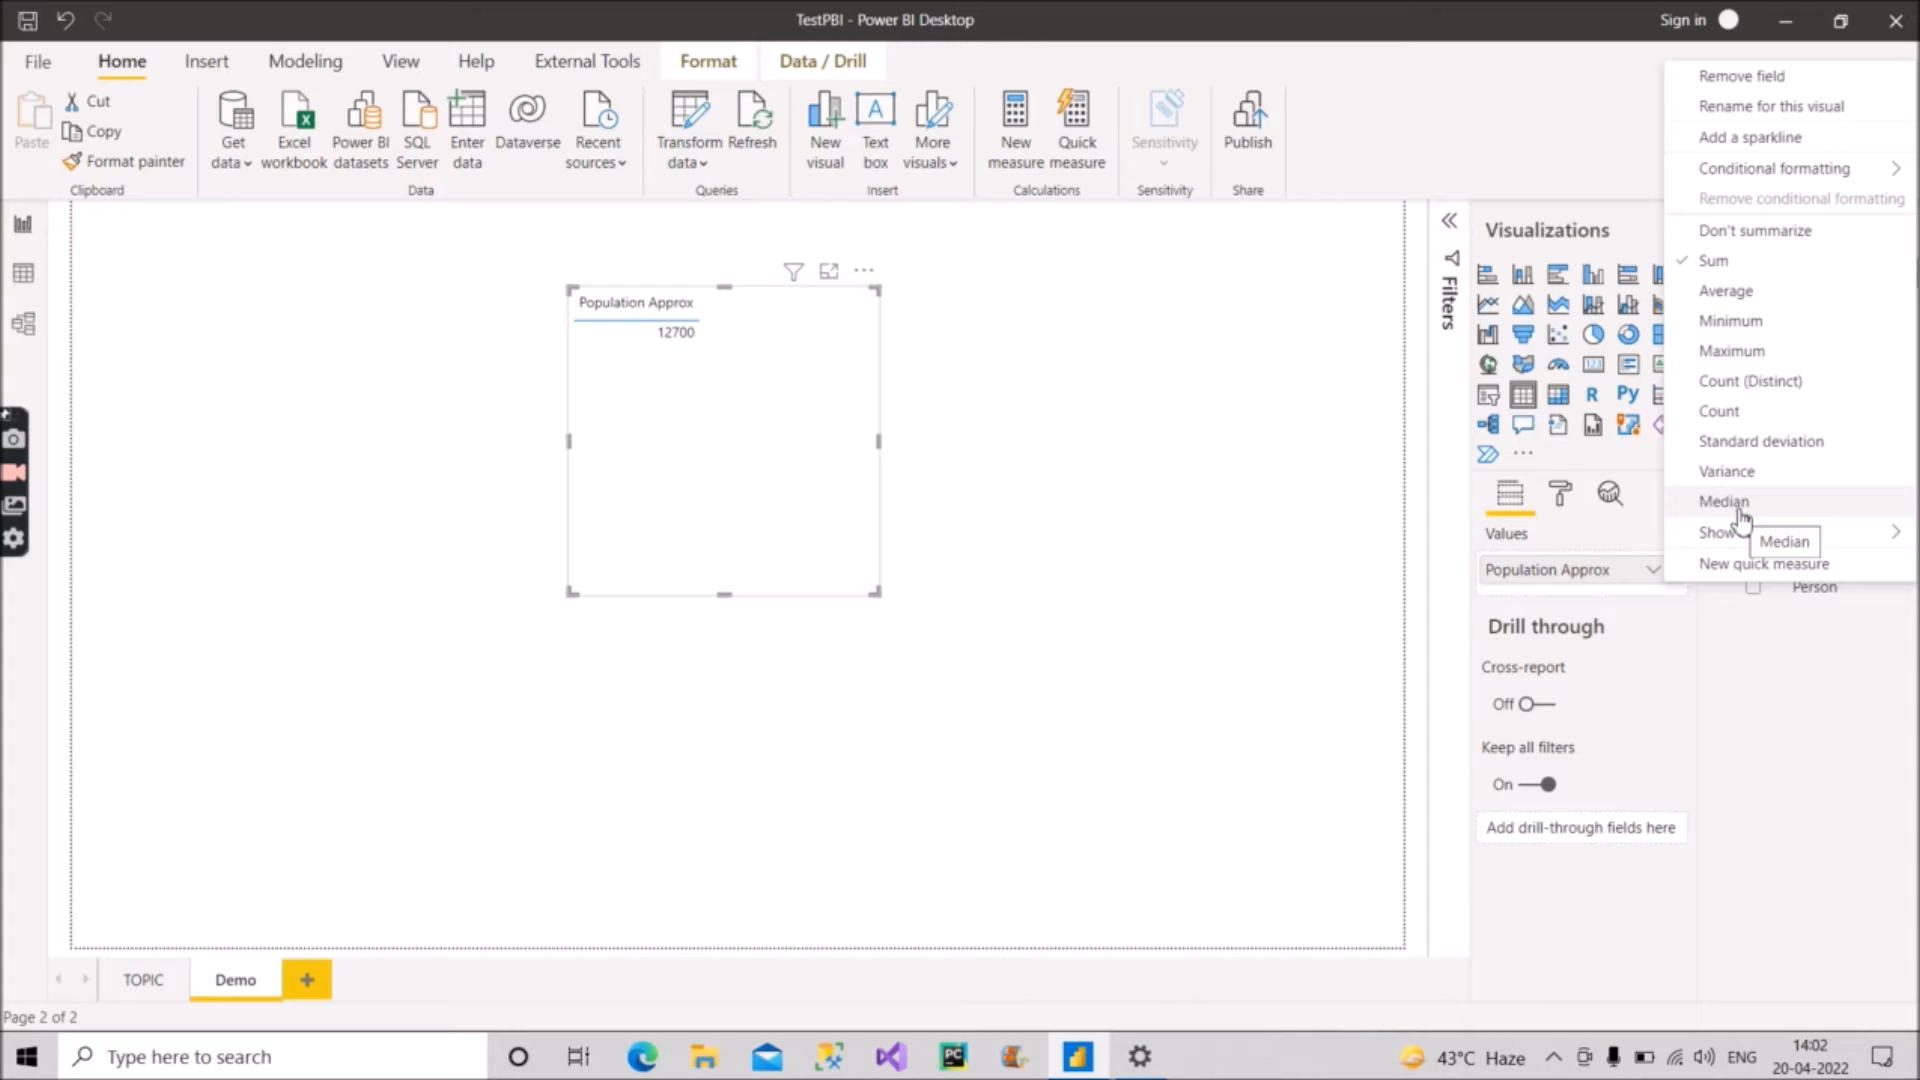 TestPBI - Power BI Desktop
Sign in
File
Home
Insert
Modeling
View
Help
External Tools
Format
Data / Drill
Paste
Cut
Copy
Format painter
Clipboard
Get data
Excel workbook
Power BI datasets
SQL Server
Enter data
Dataverse
Recent sources
Data
Transform data
Refresh
Queries
New visual
Text box
More visuals
Insert
New measure
Quick measure
Calculations
Sensitivity
Sensitivity
Publish
Share
Remove field
Rename for this visual
Add a sparkline
Conditional formatting
Remove conditional formatting
Don't summarize
Sum
Average
Minimum
Maximum
Count (Distinct)
Count
Standard deviation
Variance
Median
Show
Median
New quick measure
Population Approx
12700
Filters
Visualizations
R
Py
Values
Population Approx
Person
Drill through
Cross-report
Off
Keep all filters
On
Add drill-through fields here
TOPIC
Demo
Page 2 of 2
Type here to search
PC
43°C Haze
ENG
14:02
20-04-2022